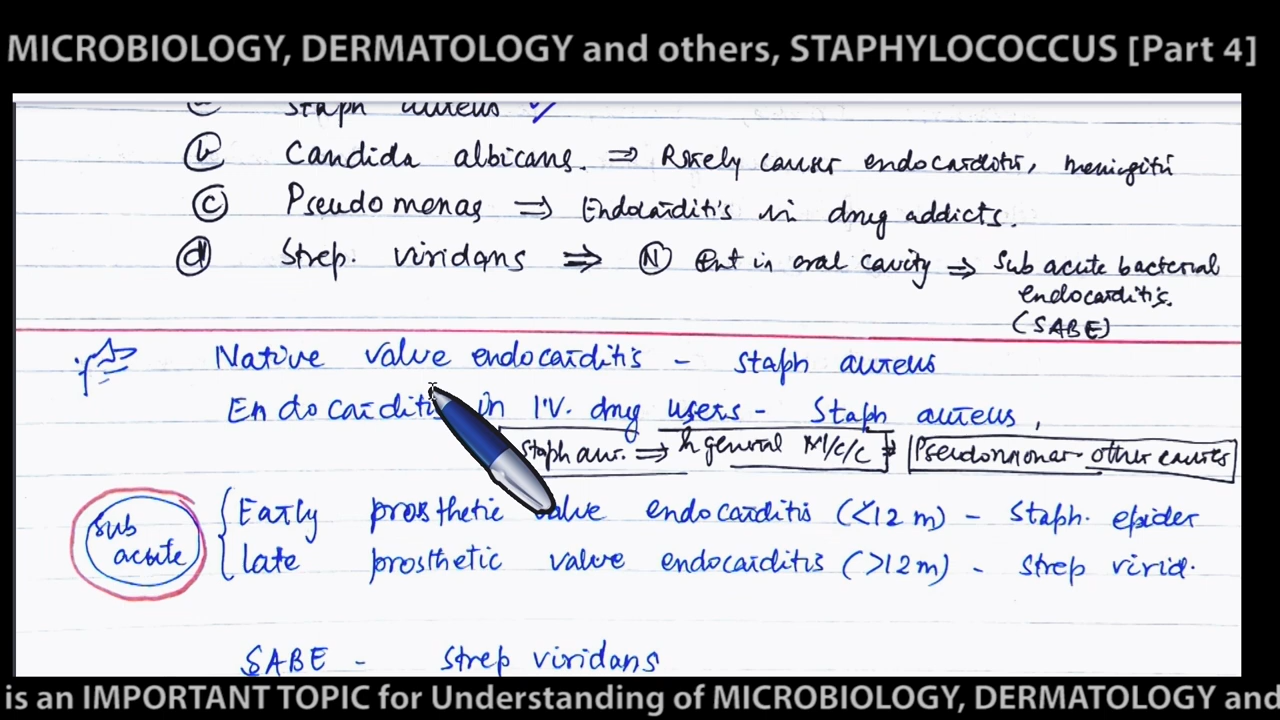 MICROBIOLOGY, DERMATOLOGY and others, STAPHYLOCOCCUS [Part 4]
Staph aureus ✓
(b) Candida albicans. ⇒ Rarely causes endocarditis, meningitis
(c) Pseudomonas ⇒ Endocarditis in drug addicts.
(d) Strep. viridans ⇒ (N) in oral cavity ⇒ Sub acute bacterial
endocarditis.
(SABE)
Native valve endocarditis - Staph aureus
Endocarditis in I.V. drug users - Staph aureus,
Staph aur. ⇒ In general M/C/C ⇒ Pseudomonas other causes
Sub acute
{ Early prosthetic valve endocarditis (<12 m) - Staph. epider
late prosthetic valve endocarditis (>12 m) - Strep virid.
SABE - Strep viridans
is an IMPORTANT TOPIC for Understanding of MICROBIOLOGY, DERMATOLOGY and